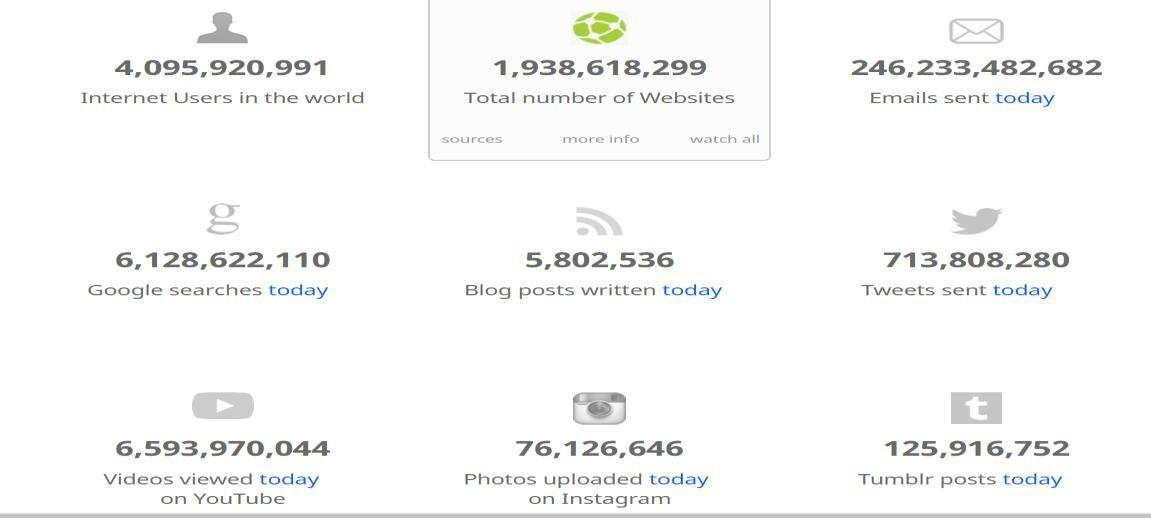 4,095,920,991
Internet Users in the world
1,938,618,299
Total number of Websites
sources more info watch all
246,233,482,682
Emails sent today
g
6,128,622,110
Google searches today
5,802,536
Blog posts written today
713,808,280
Tweets sent today
6,593,970,044
Videos viewed today
on YouTube
76,126,646
Photos uploaded today
on Instagram
t
125,916,752
Tumblr posts today